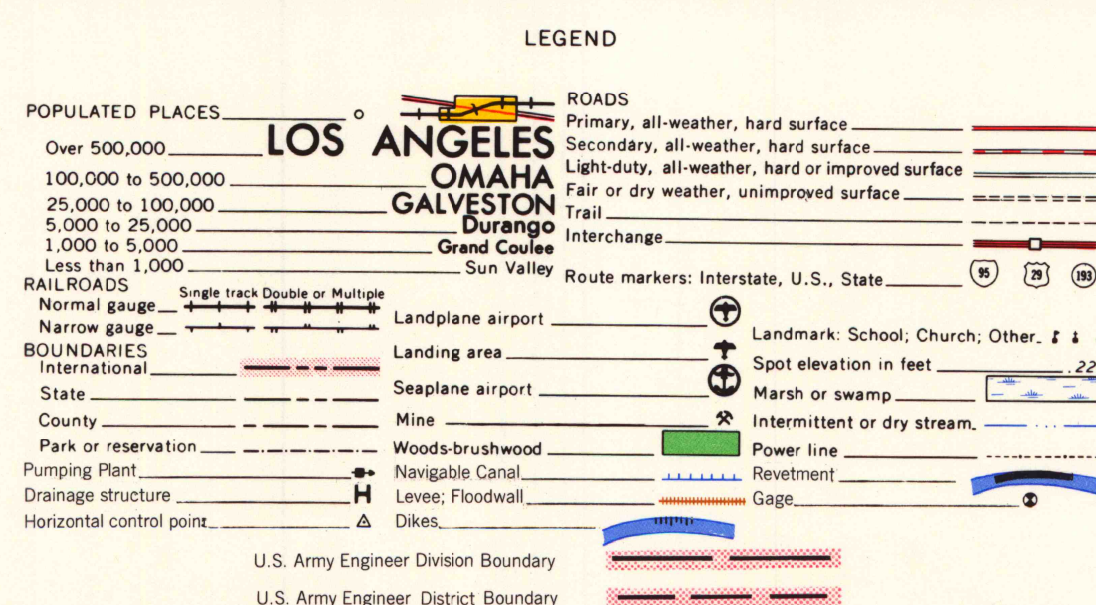 LEGEND
POPULATED PLACES
Over 500,000 LOS ANGELES
100,000 to 500,000 OMAHA
25,000 to 100,000 GALVESTON
5,000 to 25,000 Durango
1,000 to 5,000 Grand Coulee
Less than 1,000 Sun Valley
RAILROADS
Single track Double or Multiple
Normal gauge
Narrow gauge
BOUNDARIES
International
State
County
Park or reservation
Pumping Plant
Drainage structure
Horizontal control point
ROADS
Primary, all-weather, hard surface
Secondary, all-weather, hard surface
Light-duty, all-weather, hard or improved surface
Fair or dry weather, unimproved surface
Trail
Interchange
Route markers: Interstate, U.S., State 95 29 193
Landplane airport
Landing area
Seaplane airport
Mine
Woods-brushwood
Navigable Canal
Levee; Floodwall
Dikes
Landmark: School; Church; Other
Spot elevation in feet .22
Marsh or swamp
Intermittent or dry stream
Power line
Revetment
Gage
U.S. Army Engineer Division Boundary
U.S. Army Engineer District Boundary